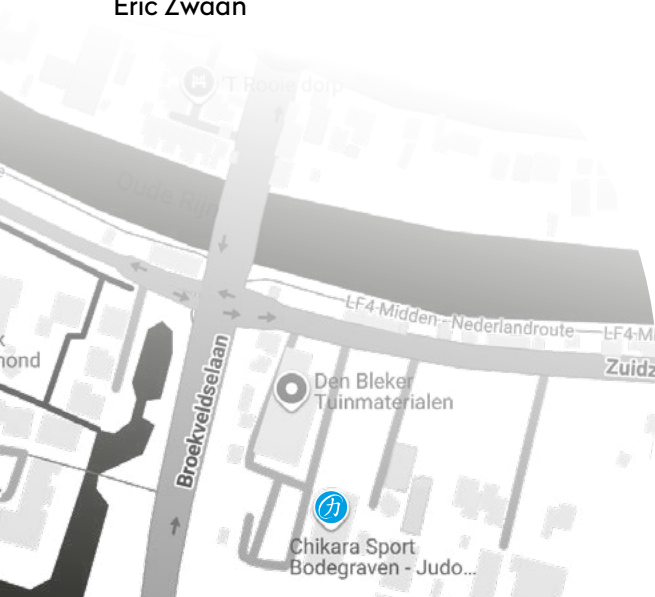 Eric Zwaan
'T Rooie dorp
Oude Rijn
LF4-Midden - Nederlandroute
LF4-M
mond
Den Bleker
Tuinmaterialen
Zuidz
Broekveldselaan
Chikara Sport
Bodegraven - Judo...